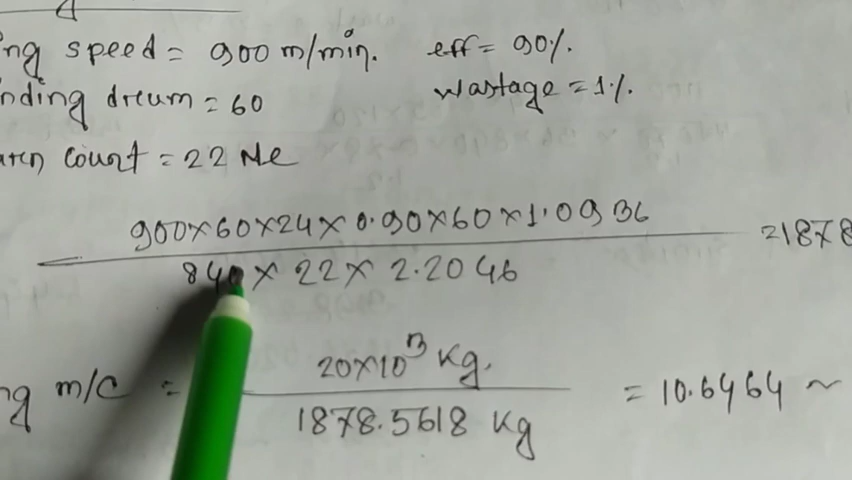 ng speed = 900 m/min. eff = 90%.
nding drum = 60 wastage = 1%.
arn count = 22 Ne
900×60×24×0.90×60×1.0936
= 1878
840 × 22 × 2.2046
20×10³ Kg.
ng m/c = = 10.6464 ~
1878.5618 Kg